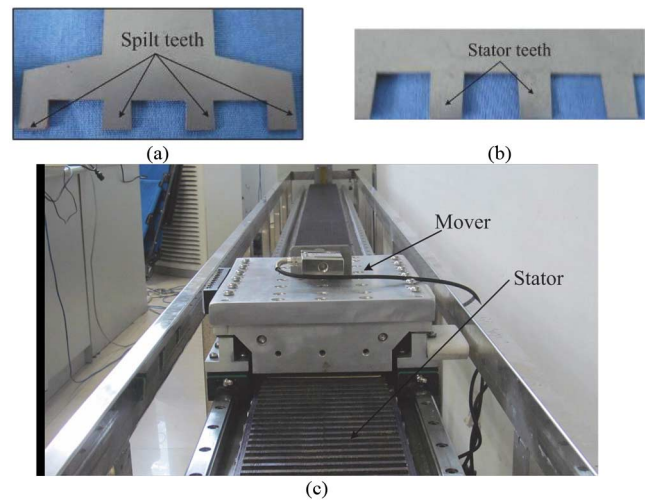 Spilt teeth
Stator teeth
(a)
(b)
Mover
Stator
(c)